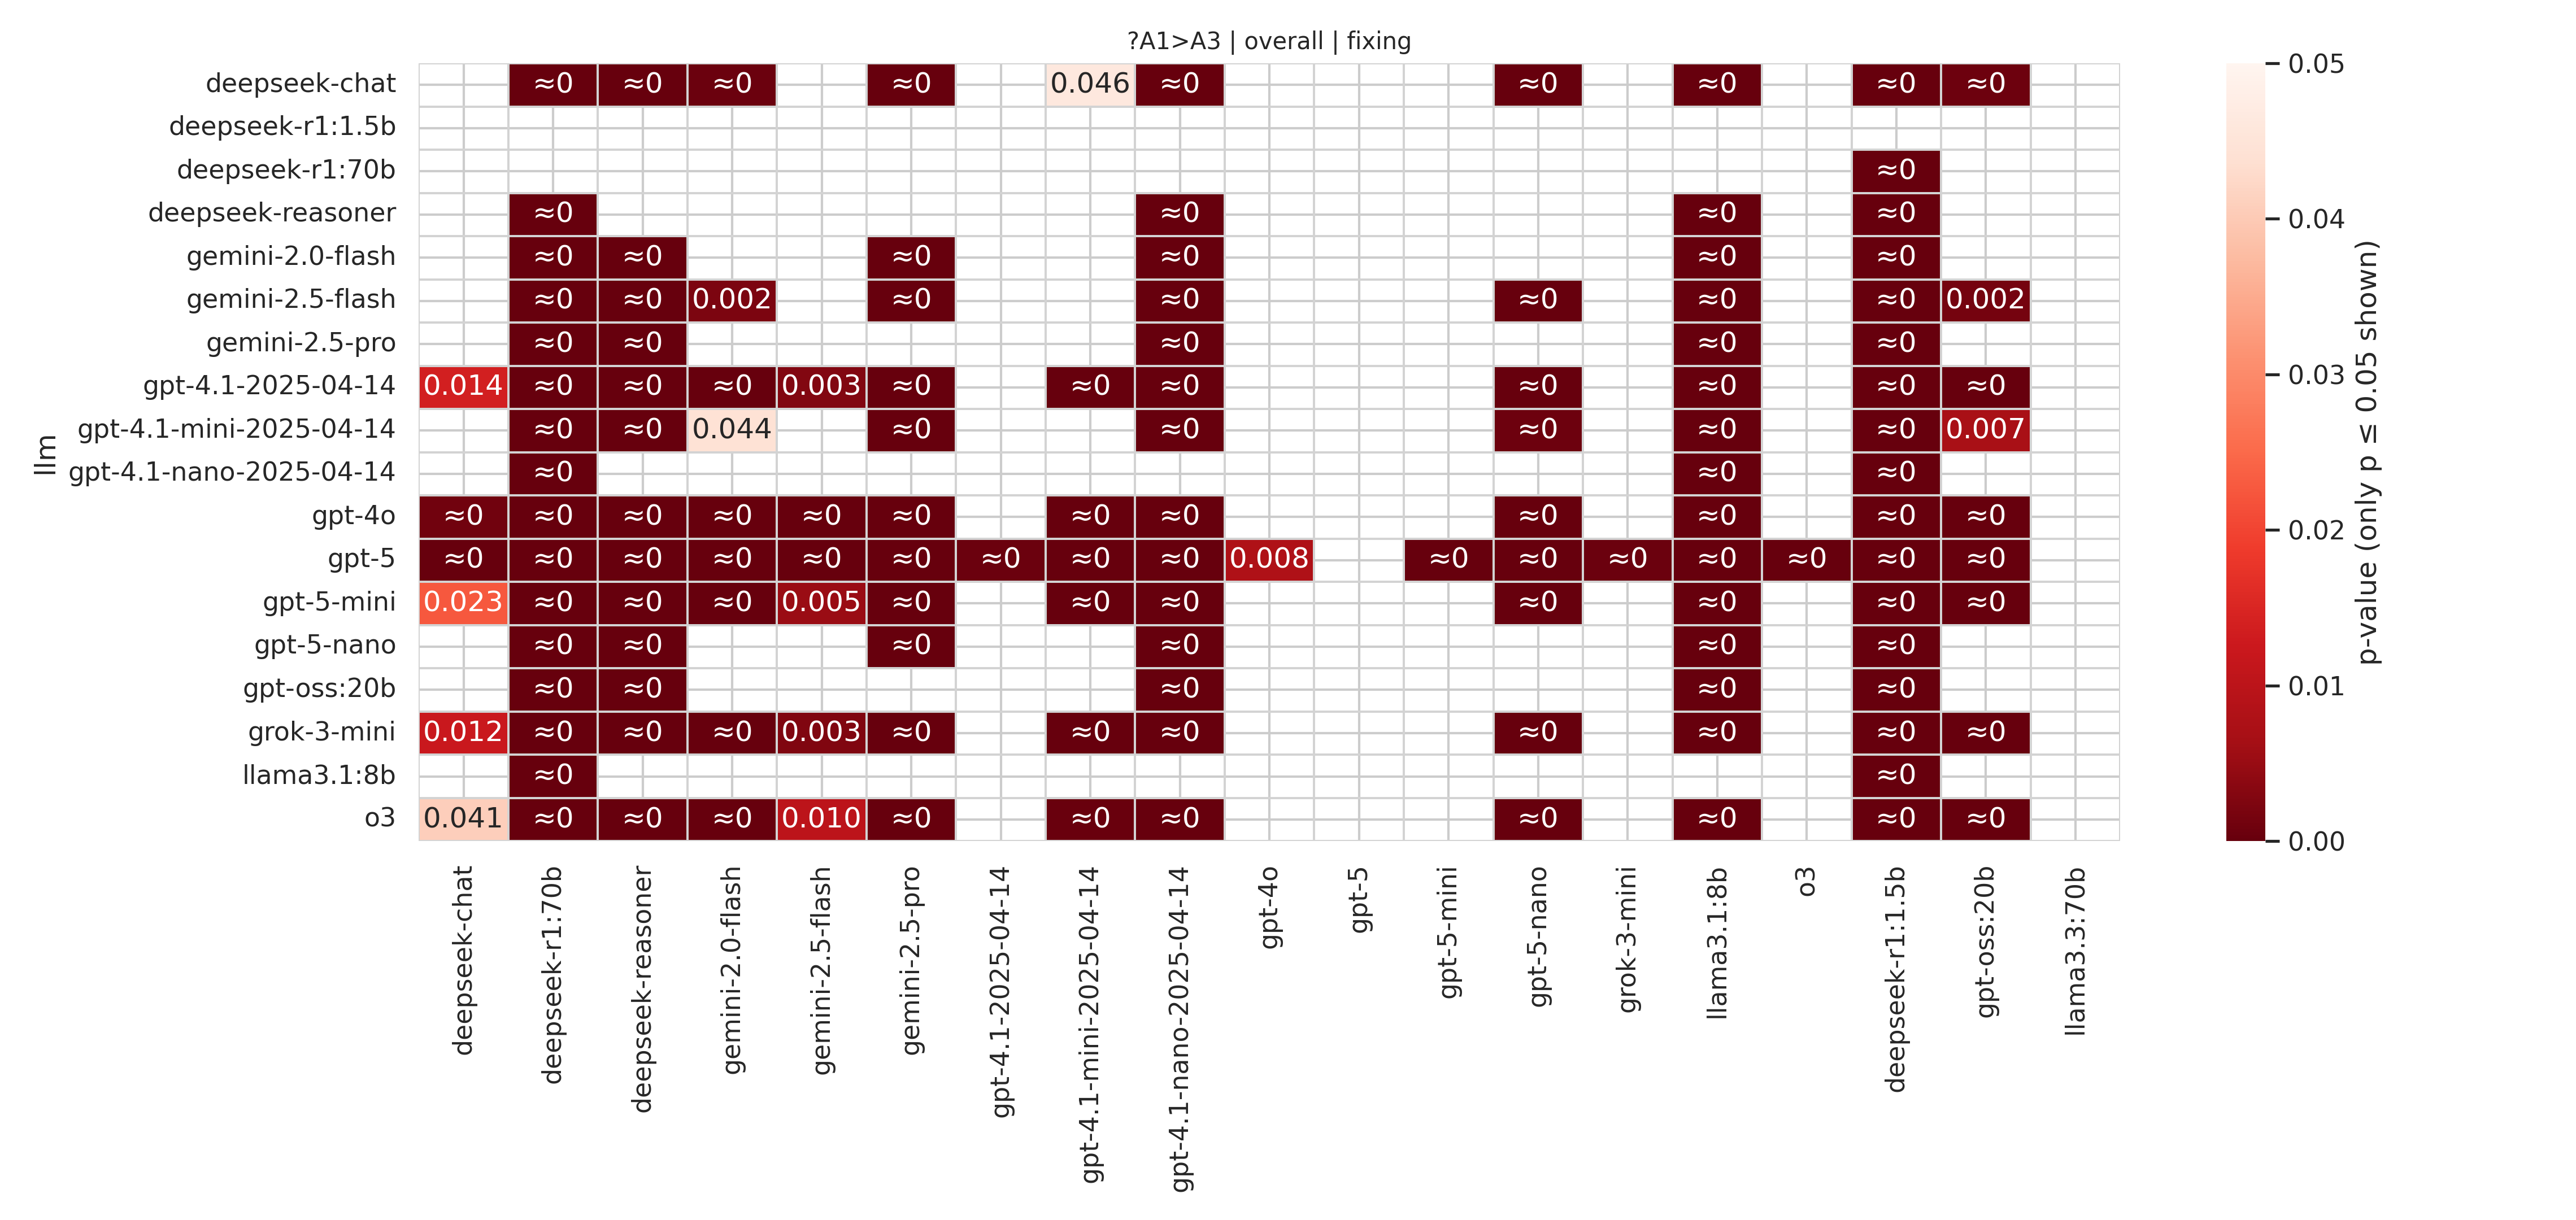 ?A1>A3 | overall | fixing
deepseek-chat ≈0 ≈0 ≈0 ≈0 0.046 ≈0 ≈0 ≈0 ≈0 ≈0
deepseek-r1:1.5b
deepseek-r1:70b ≈0
deepseek-reasoner ≈0 ≈0 ≈0 ≈0
gemini-2.0-flash ≈0 ≈0 ≈0 ≈0 ≈0 ≈0
gemini-2.5-flash ≈0 ≈0 0.002 ≈0 ≈0 ≈0 ≈0 ≈0 0.002
gemini-2.5-pro ≈0 ≈0 ≈0 ≈0 ≈0
gpt-4.1-2025-04-14 0.014 ≈0 ≈0 ≈0 0.003 ≈0 ≈0 ≈0 ≈0 ≈0 ≈0 ≈0
gpt-4.1-mini-2025-04-14 ≈0 ≈0 0.044 ≈0 ≈0 ≈0 ≈0 ≈0 0.007
gpt-4.1-nano-2025-04-14 ≈0 ≈0 ≈0
gpt-4o ≈0 ≈0 ≈0 ≈0 ≈0 ≈0 ≈0 ≈0 ≈0 ≈0 ≈0 ≈0
gpt-5 ≈0 ≈0 ≈0 ≈0 ≈0 ≈0 ≈0 ≈0 ≈0 0.008 ≈0 ≈0 ≈0 ≈0 ≈0 ≈0 ≈0
gpt-5-mini 0.023 ≈0 ≈0 ≈0 0.005 ≈0 ≈0 ≈0 ≈0 ≈0 ≈0 ≈0
gpt-5-nano ≈0 ≈0 ≈0 ≈0 ≈0 ≈0
gpt-oss:20b ≈0 ≈0 ≈0 ≈0 ≈0
grok-3-mini 0.012 ≈0 ≈0 ≈0 0.003 ≈0 ≈0 ≈0 ≈0 ≈0 ≈0 ≈0
llama3.1:8b ≈0 ≈0
o3 0.041 ≈0 ≈0 ≈0 0.010 ≈0 ≈0 ≈0 ≈0 ≈0 ≈0 ≈0
llm
deepseek-chat
deepseek-r1:70b
deepseek-reasoner
gemini-2.0-flash
gemini-2.5-flash
gemini-2.5-pro
gpt-4.1-2025-04-14
gpt-4.1-mini-2025-04-14
gpt-4.1-nano-2025-04-14
gpt-4o
gpt-5
gpt-5-mini
gpt-5-nano
grok-3-mini
llama3.1:8b
o3
deepseek-r1:1.5b
gpt-oss:20b
llama3.3:70b
0.05
0.04
0.03
0.02
0.01
0.00
p-value (only p ≤ 0.05 shown)